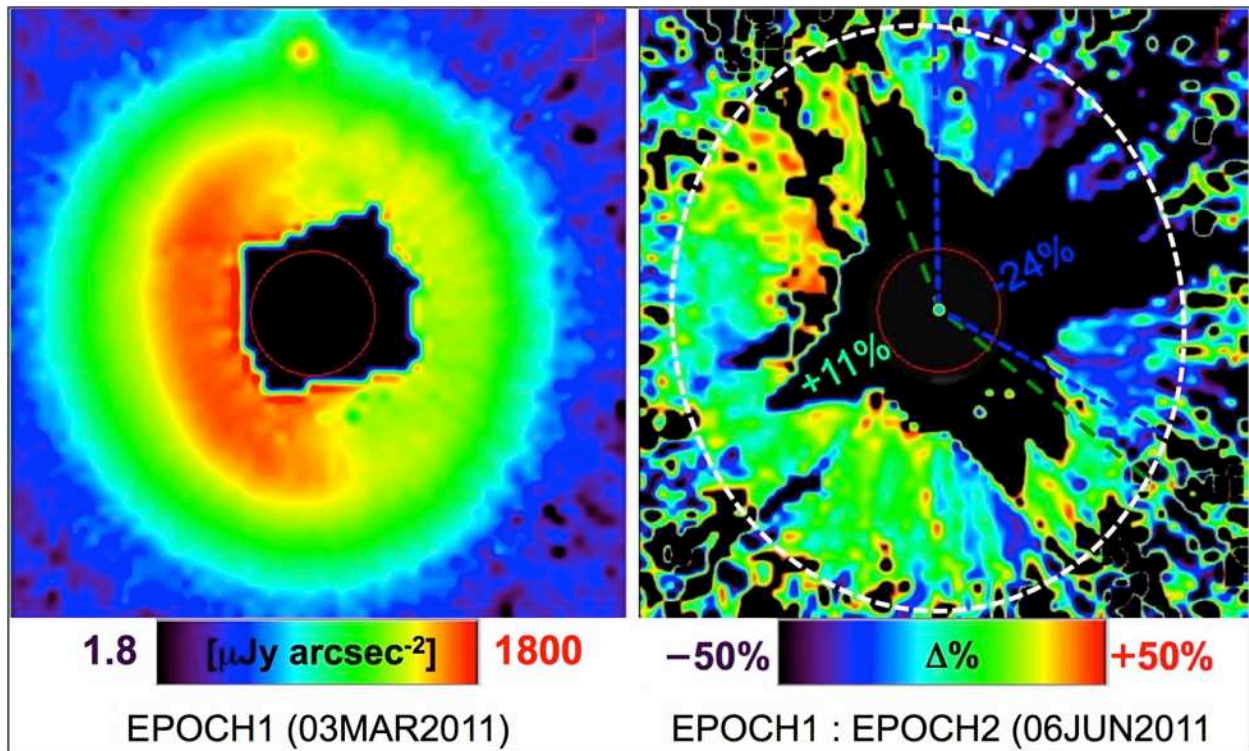 -24%
+11%
1.8 [μJy arcsec-2] 1800
−50% Δ% +50%
EPOCH1 (03MAR2011)
EPOCH1 : EPOCH2 (06JUN2011